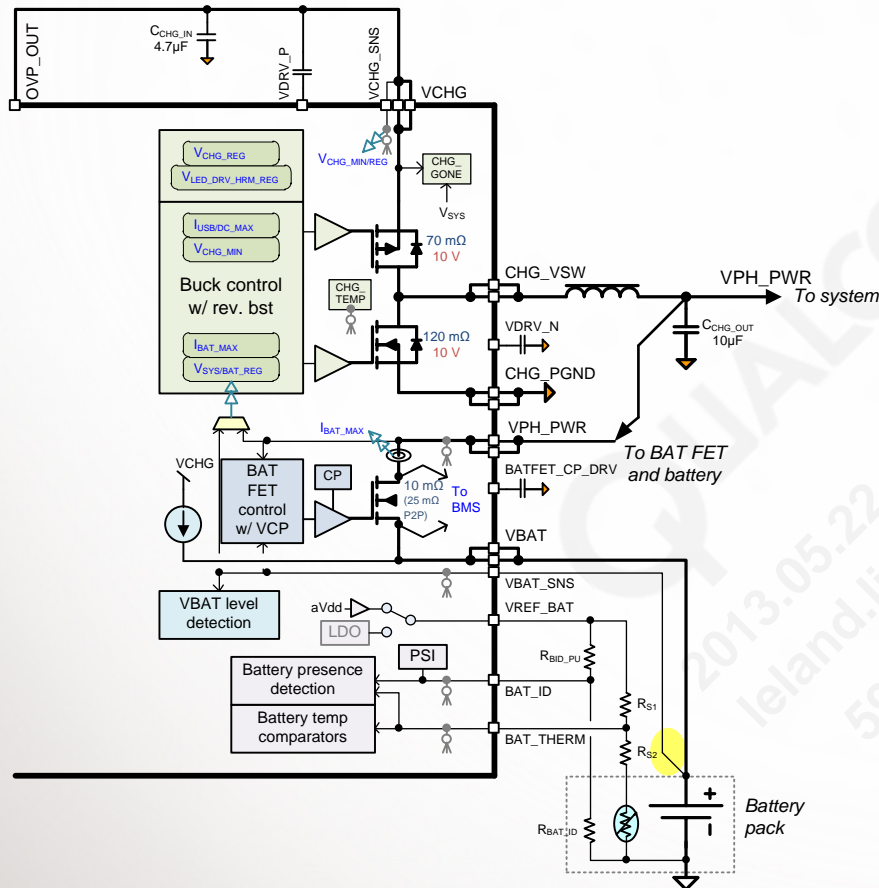 OVP_OUT
CCHG_IN
4.7µF
VDRV_P
VCHG_SNS
VCHG
VCHG_REG
VLED_DRV_HRM_REG
VCHG_MIN/REG
CHG_
GONE
VSYS
IUSB/DC_MAX
VCHG_MIN
Buck control
w/ rev. bst
70 mΩ
10 V
CHG_
TEMP
CHG_VSW
VPH_PWR
To system
CCHG_OUT
10µF
VDRV_N
120 mΩ
10 V
IBAT_MAX
VSYS/BAT_REG
CHG_PGND
IBAT_MAX
VPH_PWR
To BAT FET
and battery
VCHG
BAT
FET
control
w/ VCP
CP
10 mΩ
(25 mΩ
P2P)
To
BMS
BATFET_CP_DRV
VBAT
VBAT_SNS
VBAT level
detection
aVdd
LDO
VREF_BAT
RBID_PU
PSI
Battery presence
detection
BAT_ID
RS1
Battery temp
comparators
BAT_THERM
RS2
RBAT_ID
+
Battery
pack
QUALCO
2013.05.22
leland.li
59